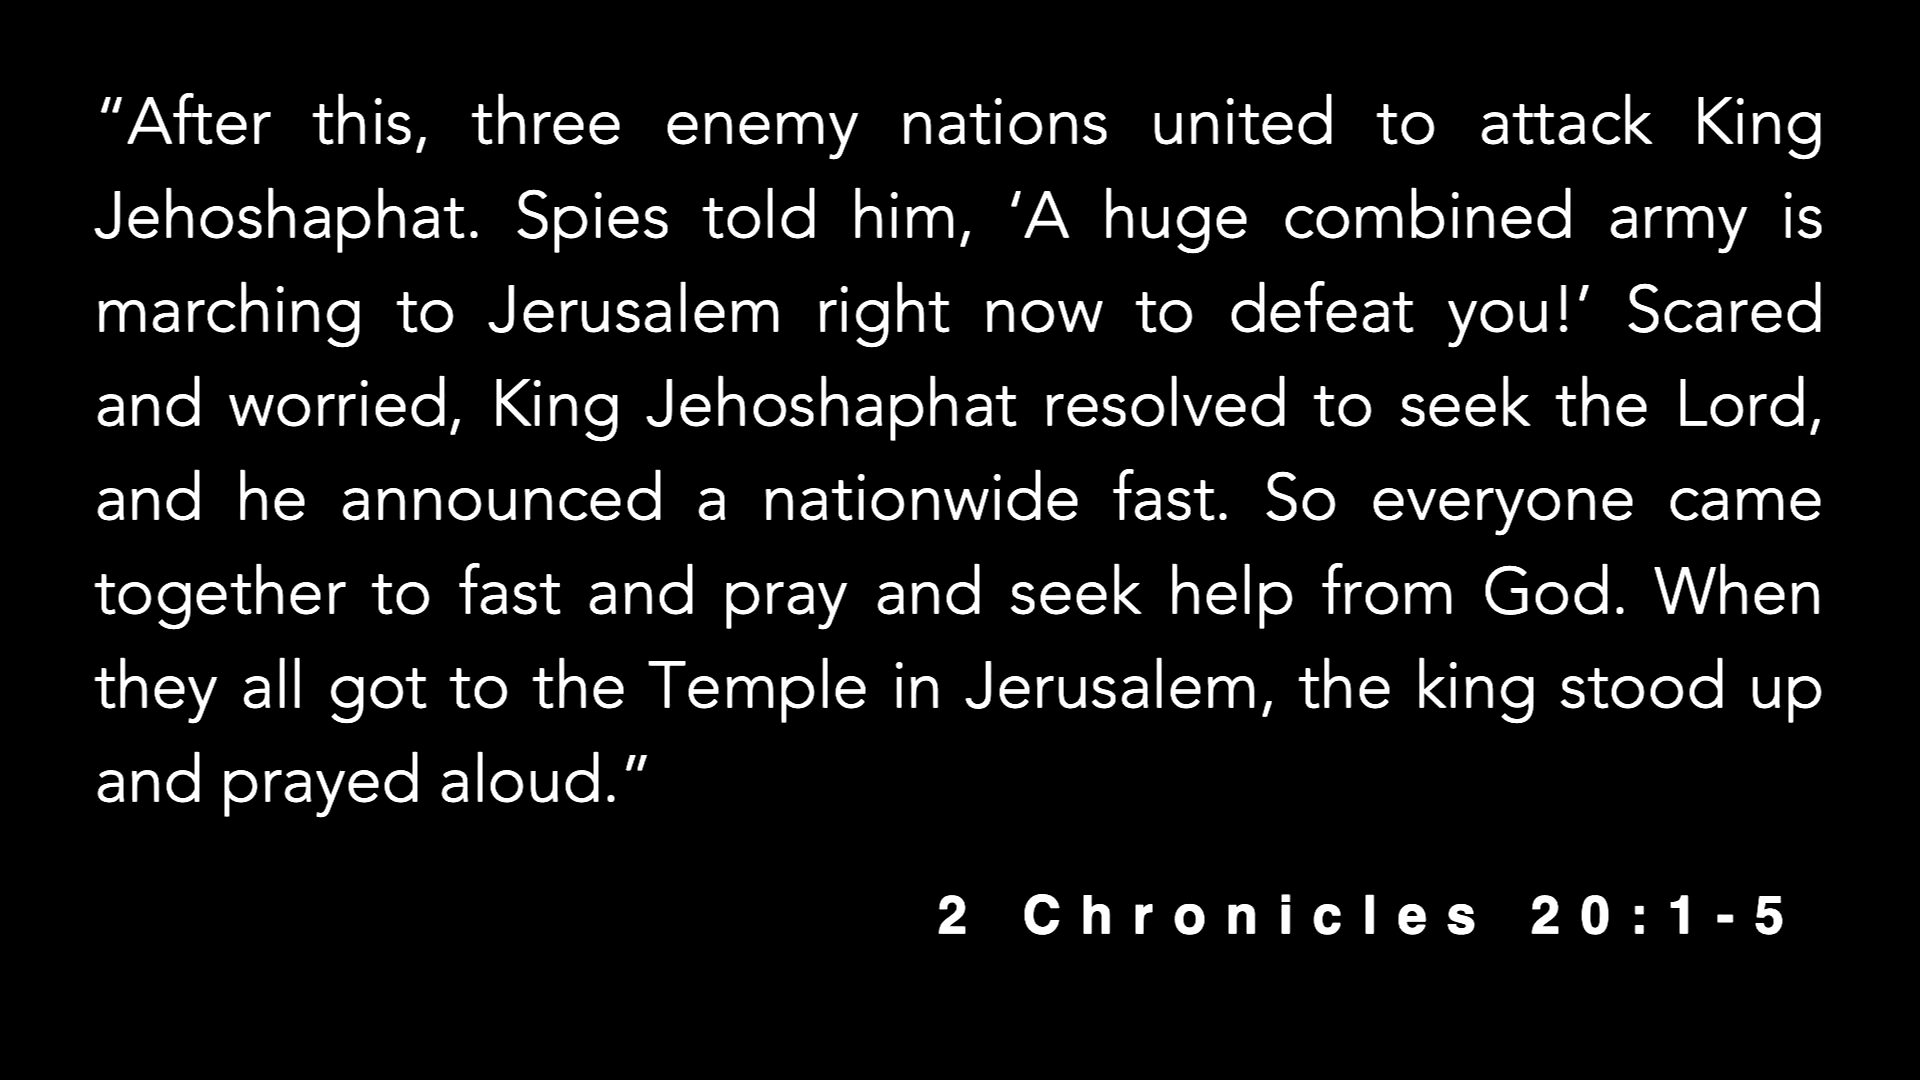 “After this, three enemy nations united to attack King
Jehoshaphat. Spies told him, ‘A huge combined army is
marching to Jerusalem right now to defeat you!’ Scared
and worried, King Jehoshaphat resolved to seek the Lord,
and he announced a nationwide fast. So everyone came
together to fast and pray and seek help from God. When
they all got to the Temple in Jerusalem, the king stood up
and prayed aloud.”
2 Chronicles 20:1-5